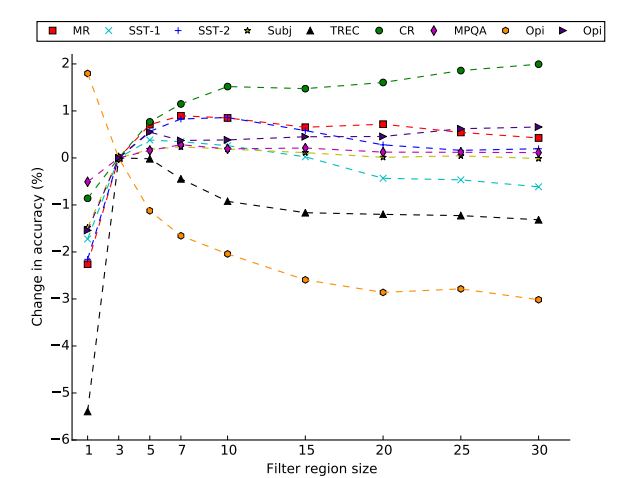 MR SST-1 SST-2 Subj TREC CR MPQA Opi Opi
2
1
0
−1
−2
−3
−4
−5
−6
Change in accuracy (%)
1 3 5 7 10 15 20 25 30
Filter region size